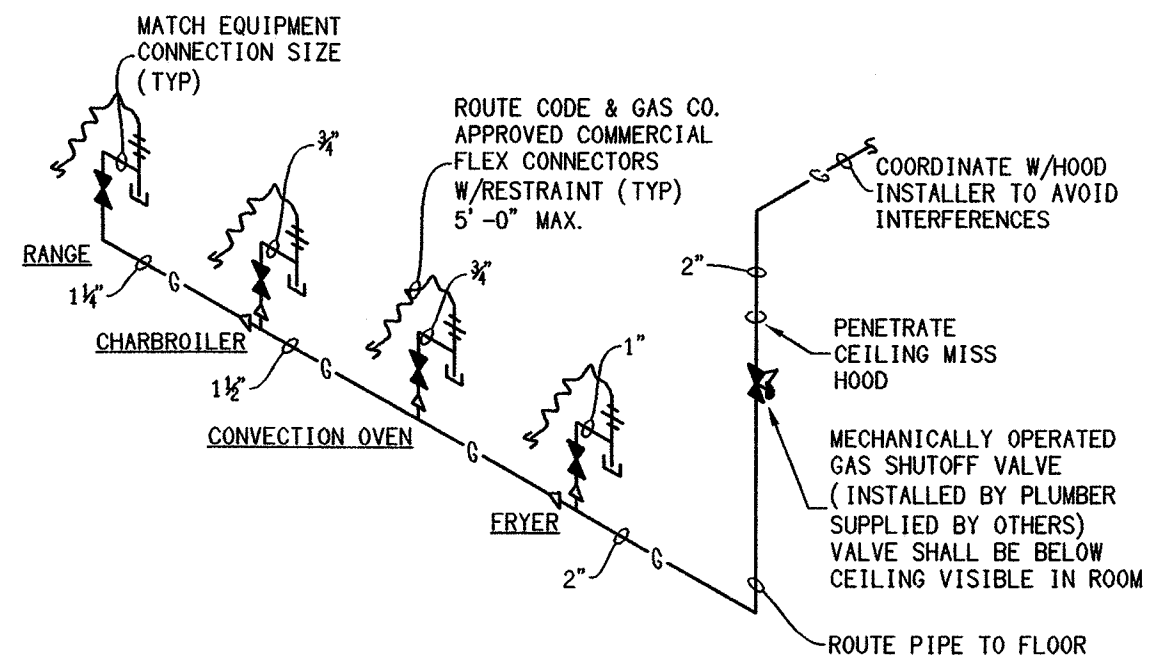 MATCH EQUIPMENT
CONNECTION SIZE
(TYP)
ROUTE CODE & GAS CO.
APPROVED COMMERCIAL
FLEX CONNECTORS
W/RESTRAINT (TYP)
5'-0" MAX.
¾"
COORDINATE W/HOOD
INSTALLER TO AVOID
INTERFERENCES
RANGE
1¼"
G
¾"
2"
G
CHARBROILER
1½"
G
PENETRATE
CEILING MISS
HOOD
1"
CONVECTION OVEN
G
MECHANICALLY OPERATED
GAS SHUTOFF VALVE
(INSTALLED BY PLUMBER
SUPPLIED BY OTHERS)
VALVE SHALL BE BELOW
CEILING VISIBLE IN ROOM
FRYER
2"
G
ROUTE PIPE TO FLOOR